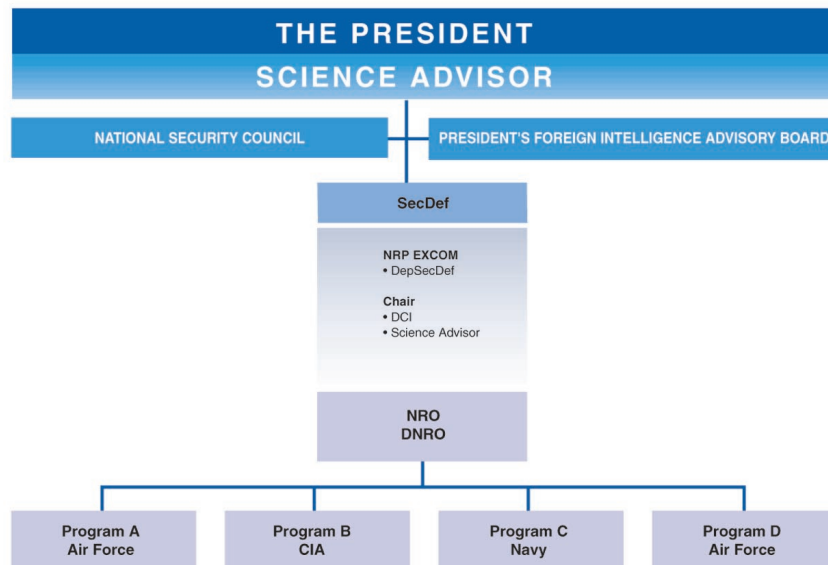 THE PRESIDENT
SCIENCE ADVISOR
NATIONAL SECURITY COUNCIL
PRESIDENT'S FOREIGN INTELLIGENCE ADVISORY BOARD
SecDef
NRP EXCOM
• DepSecDef
Chair
• DCI
• Science Advisor
NRO
DNRO
Program A
Air Force
Program B
CIA
Program C
Navy
Program D
Air Force